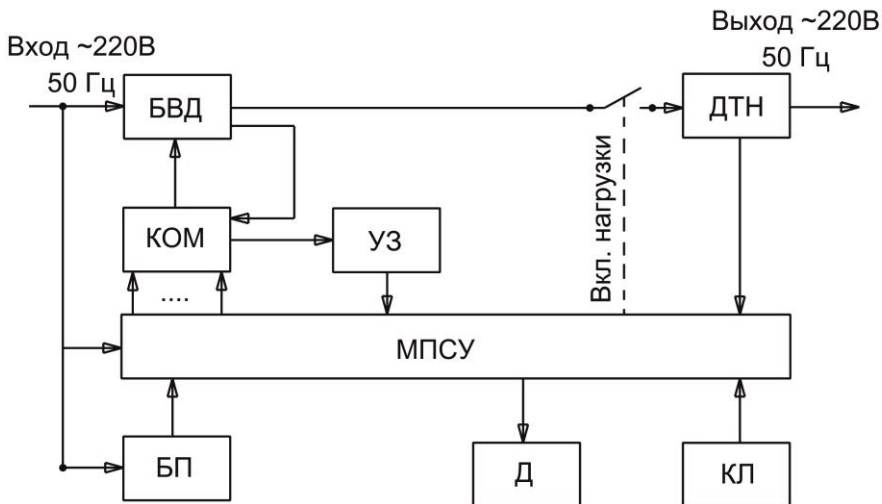 Вход ~220В
50 Гц
Выход ~220В
50 Гц
БВД
ДТН
КОМ
УЗ
Вкл. нагрузки
....
МПСУ
БП
Д
КЛ